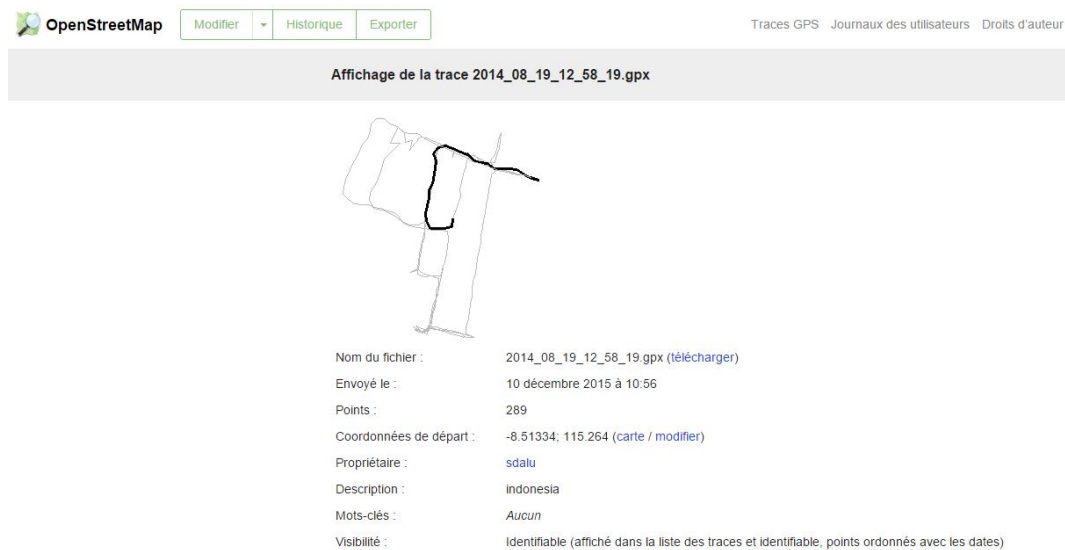 OpenStreetMap Modifier Historique Exporter Traces GPS Journaux des utilisateurs Droits d'auteur
Affichage de la trace 2014_08_19_12_58_19.gpx
Nom du fichier : 2014_08_19_12_58_19.gpx (télécharger)
Envoyé le : 10 décembre 2015 à 10:56
Points : 289
Coordonnées de départ : -8.51334; 115.264 (carte / modifier)
Propriétaire : sdalu
Description : indonesia
Mots-clés : Aucun
Visibilité : Identifiable (affiché dans la liste des traces et identifiable, points ordonnés avec les dates)